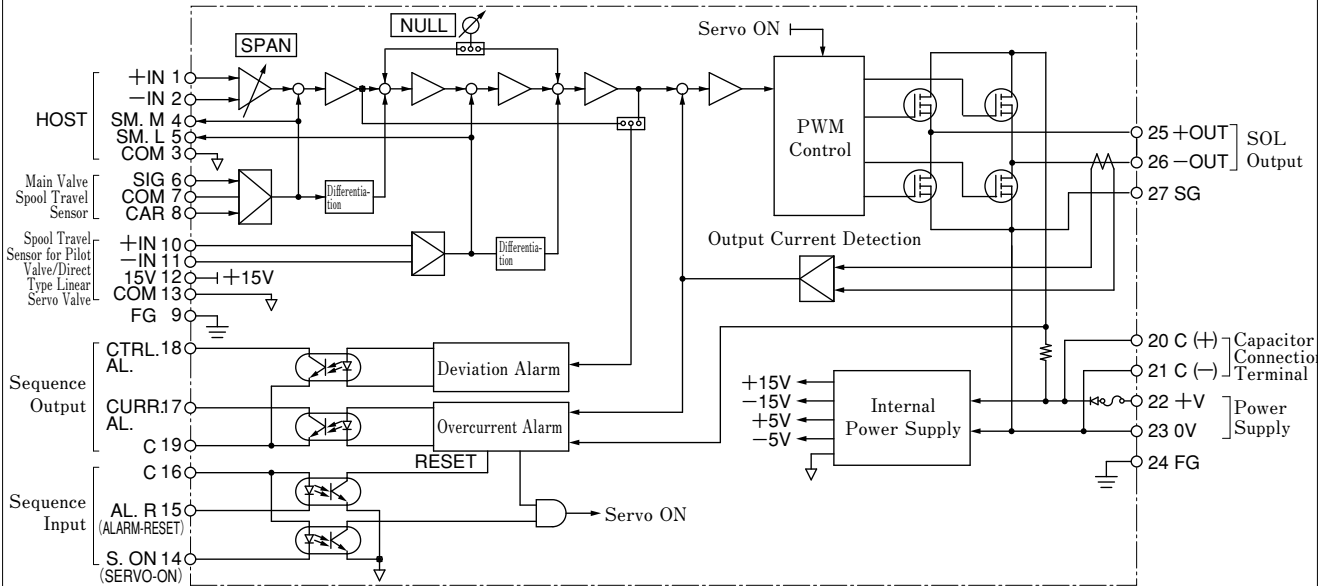 NULL
SPAN
Servo ON
HOST
+IN 1
−IN 2
SM. M 4
SM. L 5
COM 3
Main Valve
Spool Travel
Sensor
SIG 6
COM 7
CAR 8
Differentia-
tion
Spool Travel
Sensor for Pilot
Valve/Direct
Type Linear
Servo Valve
+IN 10
−IN 11
15V 12
+15V
COM 13
Differentia-
tion
FG 9
PWM
Control
25 +OUT
26 −OUT
27 SG
SOL
Output
Output Current Detection
Sequence
Output
CTRL. 18
AL.
CURR. 17
AL.
C 19
Deviation Alarm
Overcurrent Alarm
RESET
Sequence
Input
C 16
AL. R 15
(ALARM-RESET)
S. ON 14
(SERVO-ON)
Servo ON
+15V
−15V
+5V
−5V
Internal
Power Supply
20 C (+)
21 C (−)
Capacitor
Connection
Terminal
22 +V
23 0V
Power
Supply
24 FG